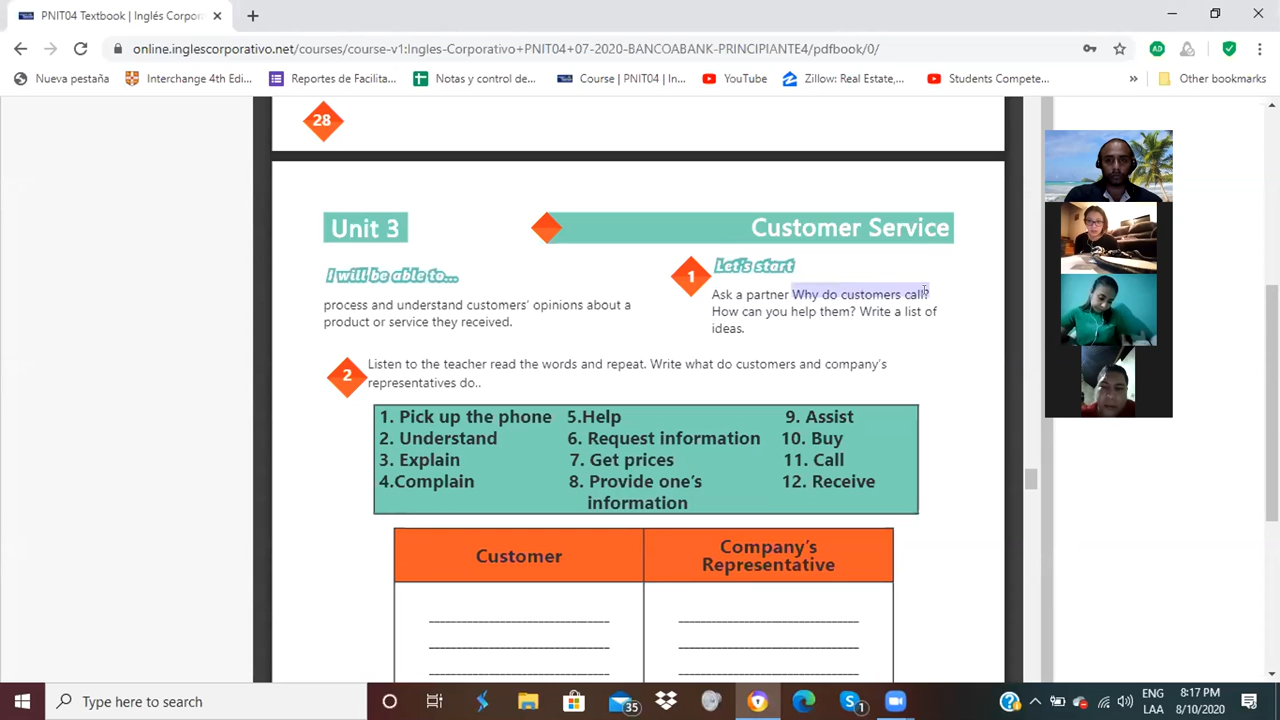 PNIT04 Textbook | Inglés Corpor
online.inglescorporativo.net/courses/course-v1:Ingles-Corporativo+PNIT04+07-2020-BANCOABANK-PRINCIPIANTE4/pdfbook/0/
Nueva pestaña
Interchange 4th Edi...
Reportes de Facilita...
Notas y control de...
Course | PNIT04 | In...
YouTube
Zillow: Real Estate,...
Students Compete...
Other bookmarks
28
Unit 3
Customer Service
I will be able to...
process and understand customers' opinions about a
product or service they received.
1
Let's start
Ask a partner Why do customers call?
How can you help them? Write a list of
ideas.
2
Listen to the teacher read the words and repeat. Write what do customers and company's
representatives do..
1. Pick up the phone
2. Understand
3. Explain
4.Complain
5.Help
6. Request information
7. Get prices
8. Provide one's
information
9. Assist
10. Buy
11. Call
12. Receive
Customer
Company's
Representative
Type here to search
35
1
ENG
LAA
8:17 PM
8/10/2020